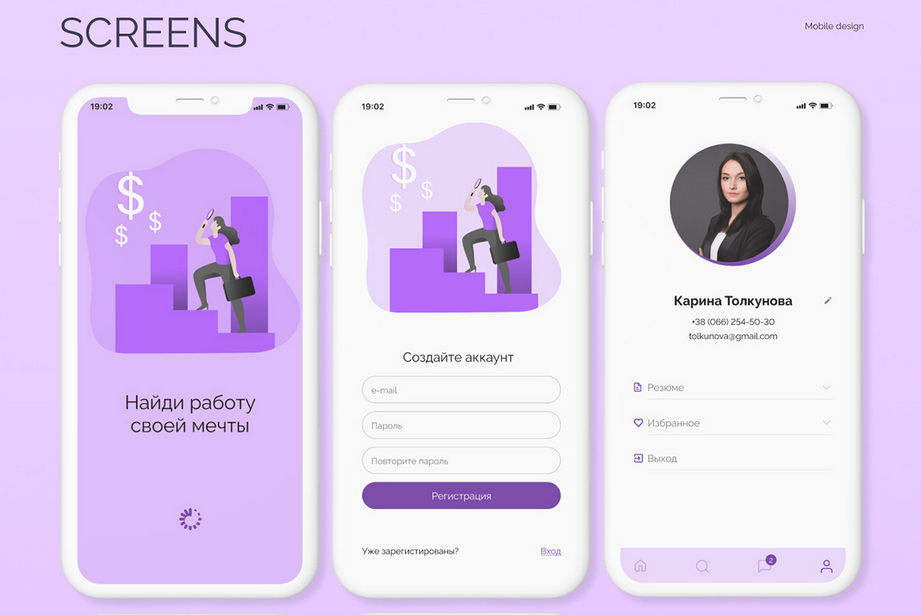 SCREENS
Mobile design
19:02
$
$
$
Найди работу
своей мечты
19:02
$
$
$
Создайте аккаунт
e-mail
Пароль
Повторите пароль
Регистрация
Уже зарегистированы?
Вход
19:02
Карина Толкунова
+38 (066) 254-50-30
tolkunova@gmail.com
Резюме
Избранное
Выход
2